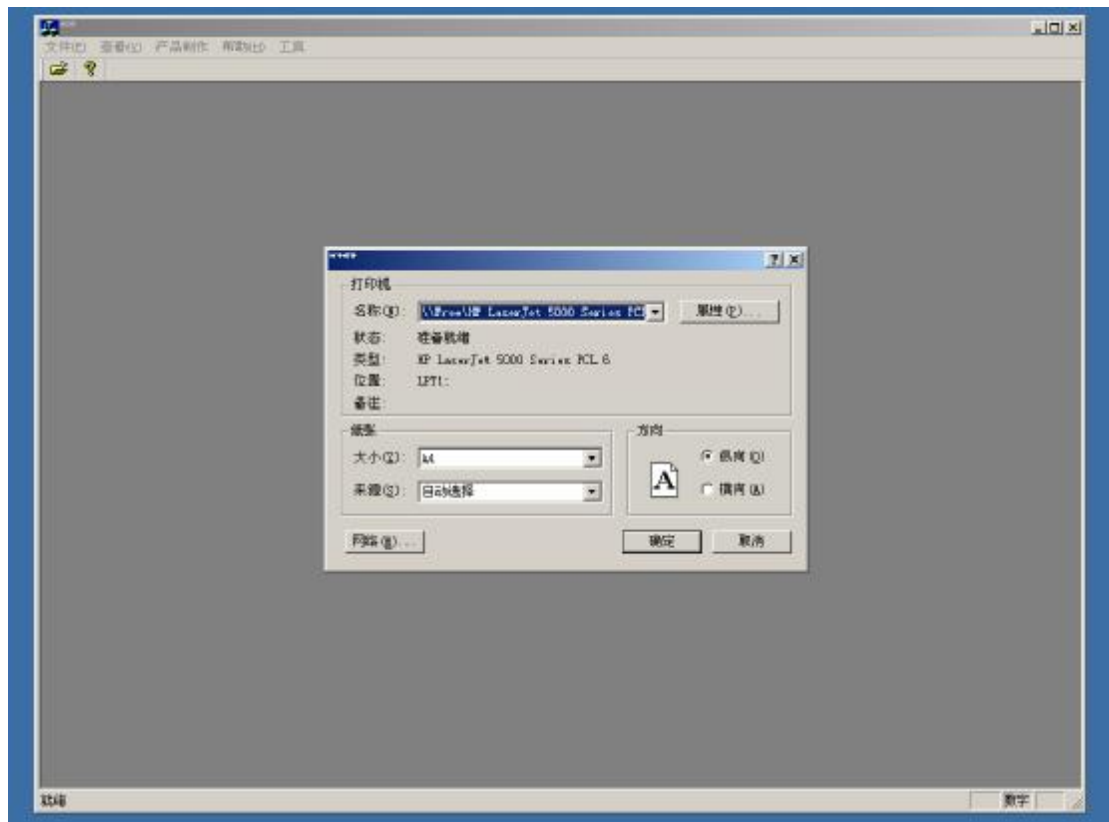 文件(F) 查看(V) 产品制作 帮助(H) 工具
打印机
名称(N): \\Free\HP LaserJet 5000 Series PCL 属性(P)...
状态: 准备就绪
类型: HP LaserJet 5000 Series PCL 6
位置: LPT1:
备注:
纸张
大小(Z): A4
来源(S): 自动选择
方向
A
纵向(O)
横向(A)
网络(W)... 确定 取消
就绪 数字